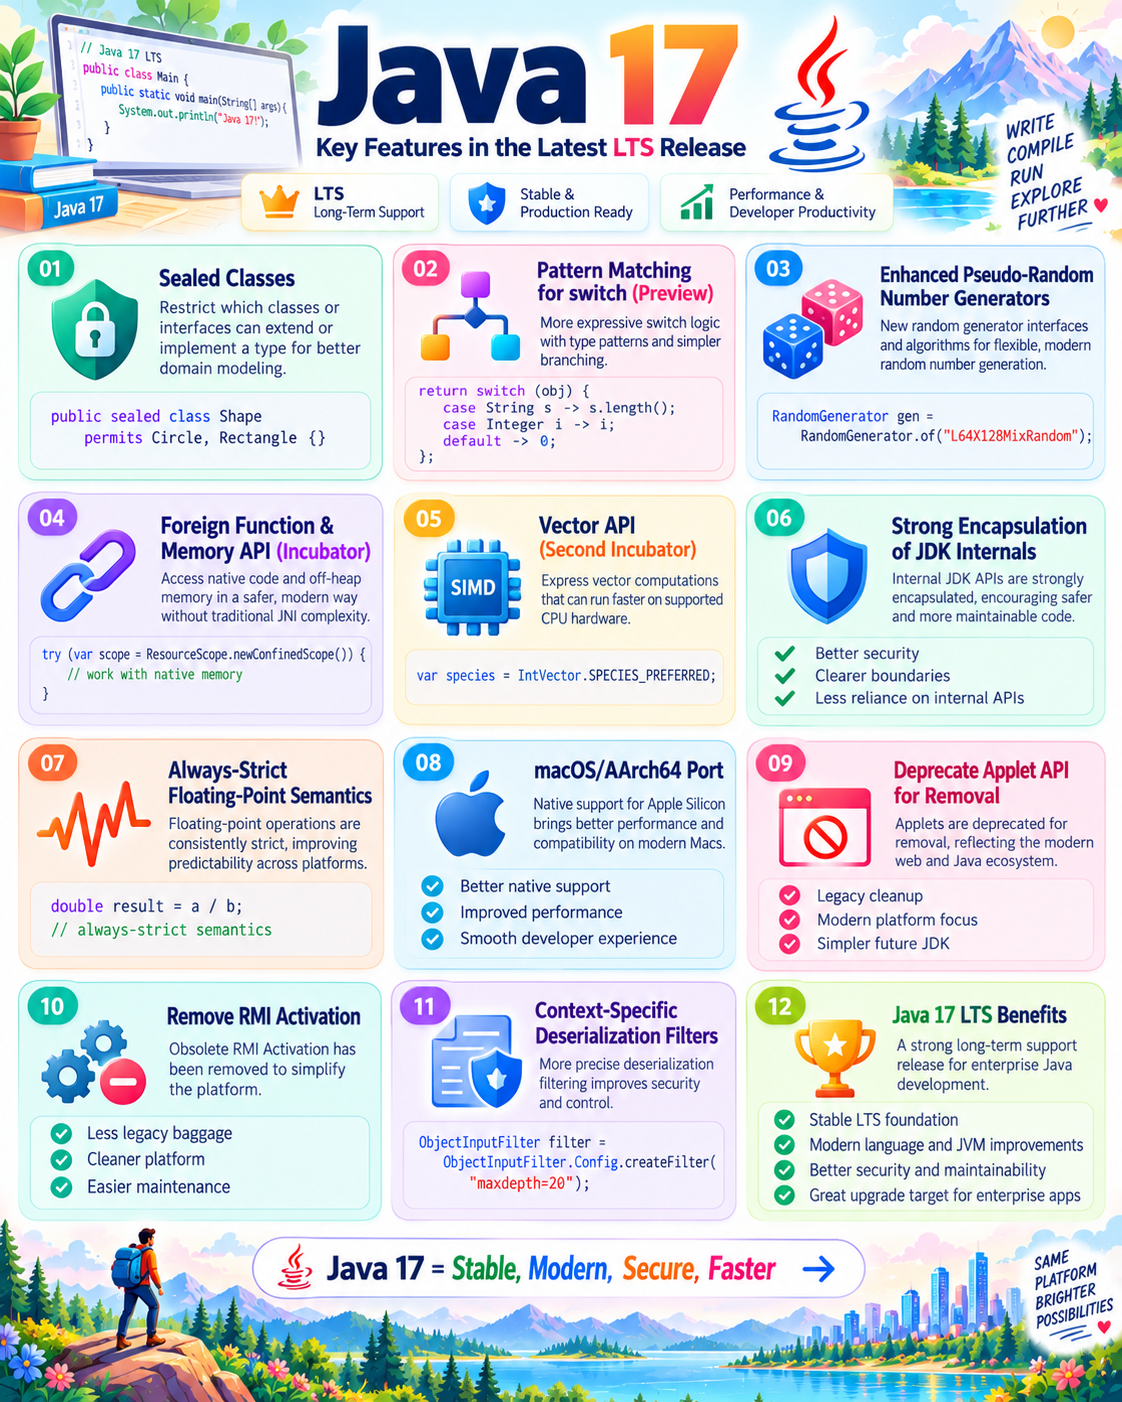 // Java 17 LTS
public class Main {
public static void main(String[] args){
System.out.println("Java 17!");
}
}
Java 17
Java 17
Key Features in the Latest LTS Release
WRITE
COMPILE
RUN
EXPLORE
FURTHER
LTS
Long-Term Support
Stable &
Production Ready
Performance &
Developer Productivity
01
Sealed Classes
Restrict which classes or
interfaces can extend or
implement a type for better
domain modeling.
public sealed class Shape
permits Circle, Rectangle {}
02
Pattern Matching
for switch (Preview)
More expressive switch logic
with type patterns and simpler
branching.
return switch (obj) {
case String s -> s.length();
case Integer i -> i;
default -> 0;
};
03
Enhanced Pseudo-Random
Number Generators
New random generator interfaces
and algorithms for flexible, modern
random number generation.
RandomGenerator gen =
RandomGenerator.of("L64X128MixRandom");
04
Foreign Function &
Memory API (Incubator)
Access native code and off-heap
memory in a safer, modern way
without traditional JNI complexity.
try (var scope = ResourceScope.newConfinedScope()) {
// work with native memory
}
05
Vector API
(Second Incubator)
SIMD
Express vector computations
that can run faster on supported
CPU hardware.
var species = IntVector.SPECIES_PREFERRED;
06
Strong Encapsulation
of JDK Internals
Internal JDK APIs are strongly
encapsulated, encouraging safer
and more maintainable code.
Better security
Clearer boundaries
Less reliance on internal APIs
07
Always-Strict
Floating-Point Semantics
Floating-point operations are
consistently strict, improving
predictability across platforms.
double result = a / b;
// always-strict semantics
08
macOS/AArch64 Port
Native support for Apple Silicon
brings better performance and
compatibility on modern Macs.
Better native support
Improved performance
Smooth developer experience
09
Deprecate Applet API
for Removal
Applets are deprecated for
removal, reflecting the modern
web and Java ecosystem.
Legacy cleanup
Modern platform focus
Simpler future JDK
10
Remove RMI Activation
Obsolete RMI Activation has
been removed to simplify
the platform.
Less legacy baggage
Cleaner platform
Easier maintenance
11
Context-Specific
Deserialization Filters
More precise deserialization
filtering improves security
and control.
ObjectInputFilter filter =
ObjectInputFilter.Config.createFilter(
"maxdepth=20");
12
Java 17 LTS Benefits
A strong long-term support
release for enterprise Java
development.
Stable LTS foundation
Modern language and JVM improvements
Better security and maintainability
Great upgrade target for enterprise apps
Java 17 = Stable, Modern, Secure, Faster
SAME
PLATFORM
BRIGHTER
POSSIBILITIES